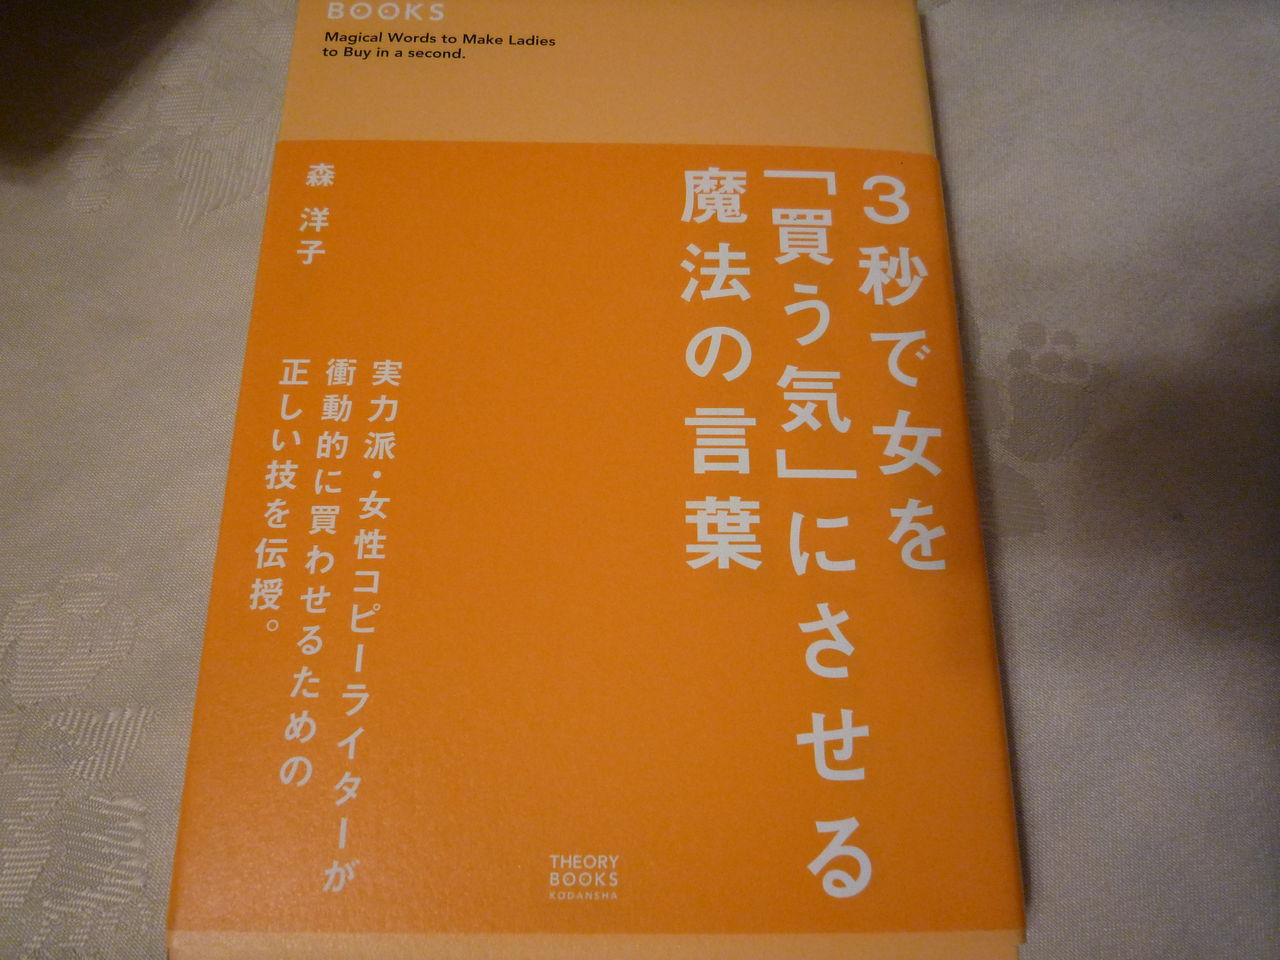 BOOKS
Magical Words to Make Ladies
to Buy in a second.
3秒で女を
「買う気」にさせる
魔法の言葉
森 洋子
実力派・女性コピーライターが
衝動的に買わせるための
正しい技を伝授。
THEORY
BOOKS
KODANSHA